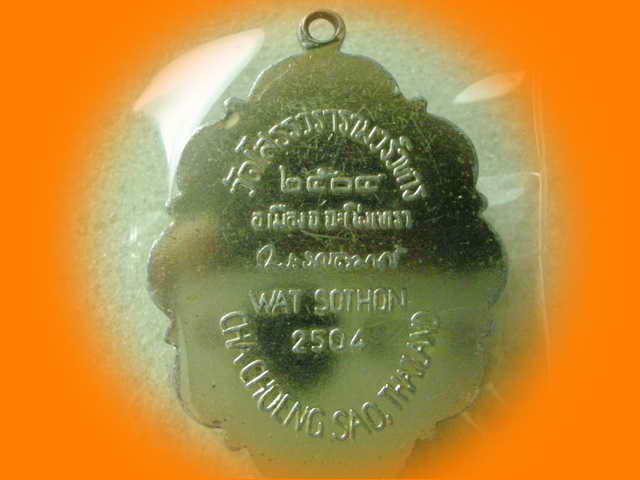 วัดโสธรวรารามวรวิหาร
๒๕๐๔
อ.เมือง จ.ฉะเชิงเทรา
WAT SOTHON
2504
CHA CHOENG SAO, THAILAND